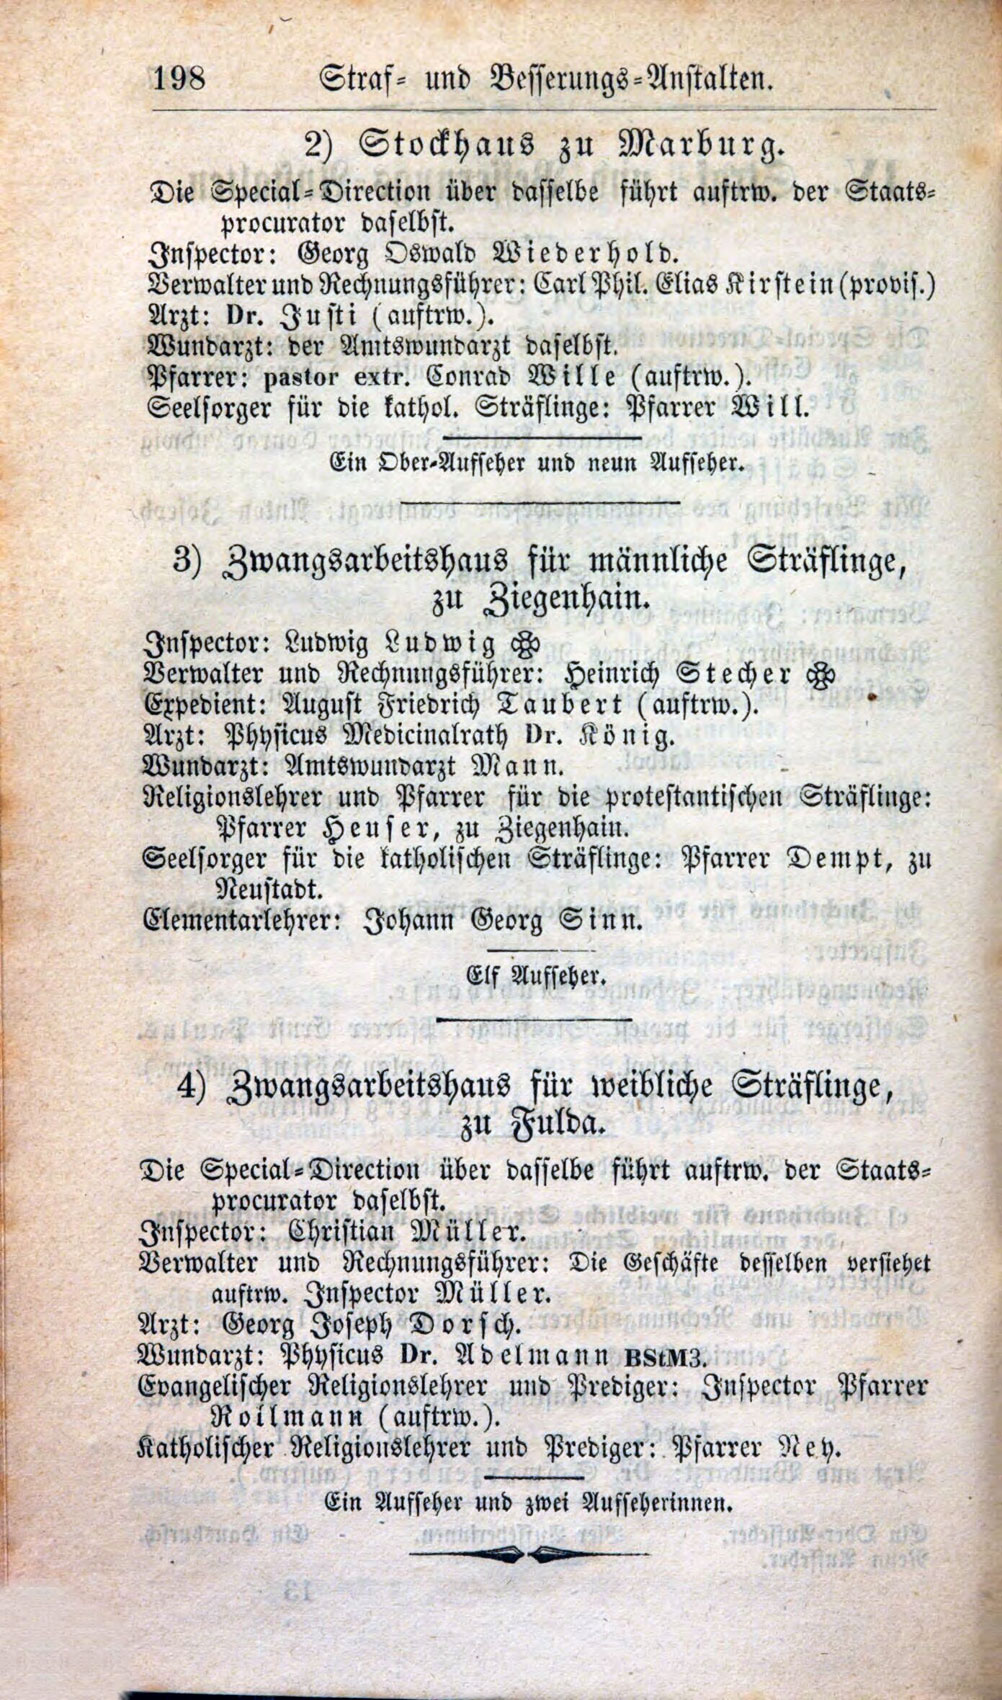 198 Straf- und Besserungs-Anstalten.
2) Stockhaus zu Marburg.
Die Special-Direction über dasselbe führt auftrw. der Staats-
procurator daselbst.
Inspector: Georg Oswald Wiederhold.
Verwalter und Rechnungsführer: Carl Phil. Elias Kirstein (provis.)
Arzt: Dr. Justi (auftrw.).
Wundarzt: der Amtswundarzt daselbst.
Pfarrer: pastor extr. Conrad Wille (auftrw.).
Seelsorger für die kathol. Sträflinge: Pfarrer Will.
Ein Ober-Aufseher und neun Aufseher.
3) Zwangsarbeitshaus für männliche Sträflinge,
zu Ziegenhain.
Inspector: Ludwig Ludwig
Verwalter und Rechnungsführer: Heinrich Stecher
Expedient: August Friedrich Taubert (auftrw.).
Arzt: Physicus Medicinalrath Dr. König.
Wundarzt: Amtswundarzt Mann.
Religionslehrer und Pfarrer für die protestantischen Sträflinge:
Pfarrer Heuser, zu Ziegenhain.
Seelsorger für die katholischen Sträflinge: Pfarrer Dempt, zu
Neustadt.
Elementarlehrer: Johann Georg Sinn.
Elf Aufseher.
4) Zwangsarbeitshaus für weibliche Sträflinge,
zu Fulda.
Die Special-Direction über dasselbe führt auftrw. der Staats-
procurator daselbst.
Inspector: Christian Müller.
Verwalter und Rechnungsführer: Die Geschäfte desselben versiehet
auftrw. Inspector Müller.
Arzt: Georg Joseph Dorsch.
Wundarzt: Physicus Dr. Adelmann BStM3.
Evangelischer Religionslehrer und Prediger: Inspector Pfarrer
Rollmann (auftrw.).
Katholischer Religionslehrer und Prediger: Pfarrer Ney.
Ein Aufseher und zwei Aufseherinnen.